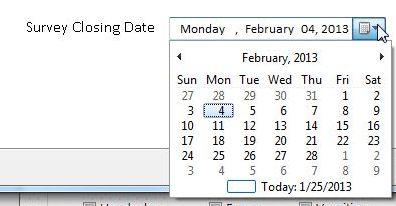 Survey Closing Date Monday , February 04, 2013
February, 2013
Sun Mon Tue Wed Thu Fri Sat
27 28 29 30 31 1 2
3 4 5 6 7 8 9
10 11 12 13 14 15 16
17 18 19 20 21 22 23
24 25 26 27 28 1 2
3 4 5 6 7 8 9
Today: 1/25/2013